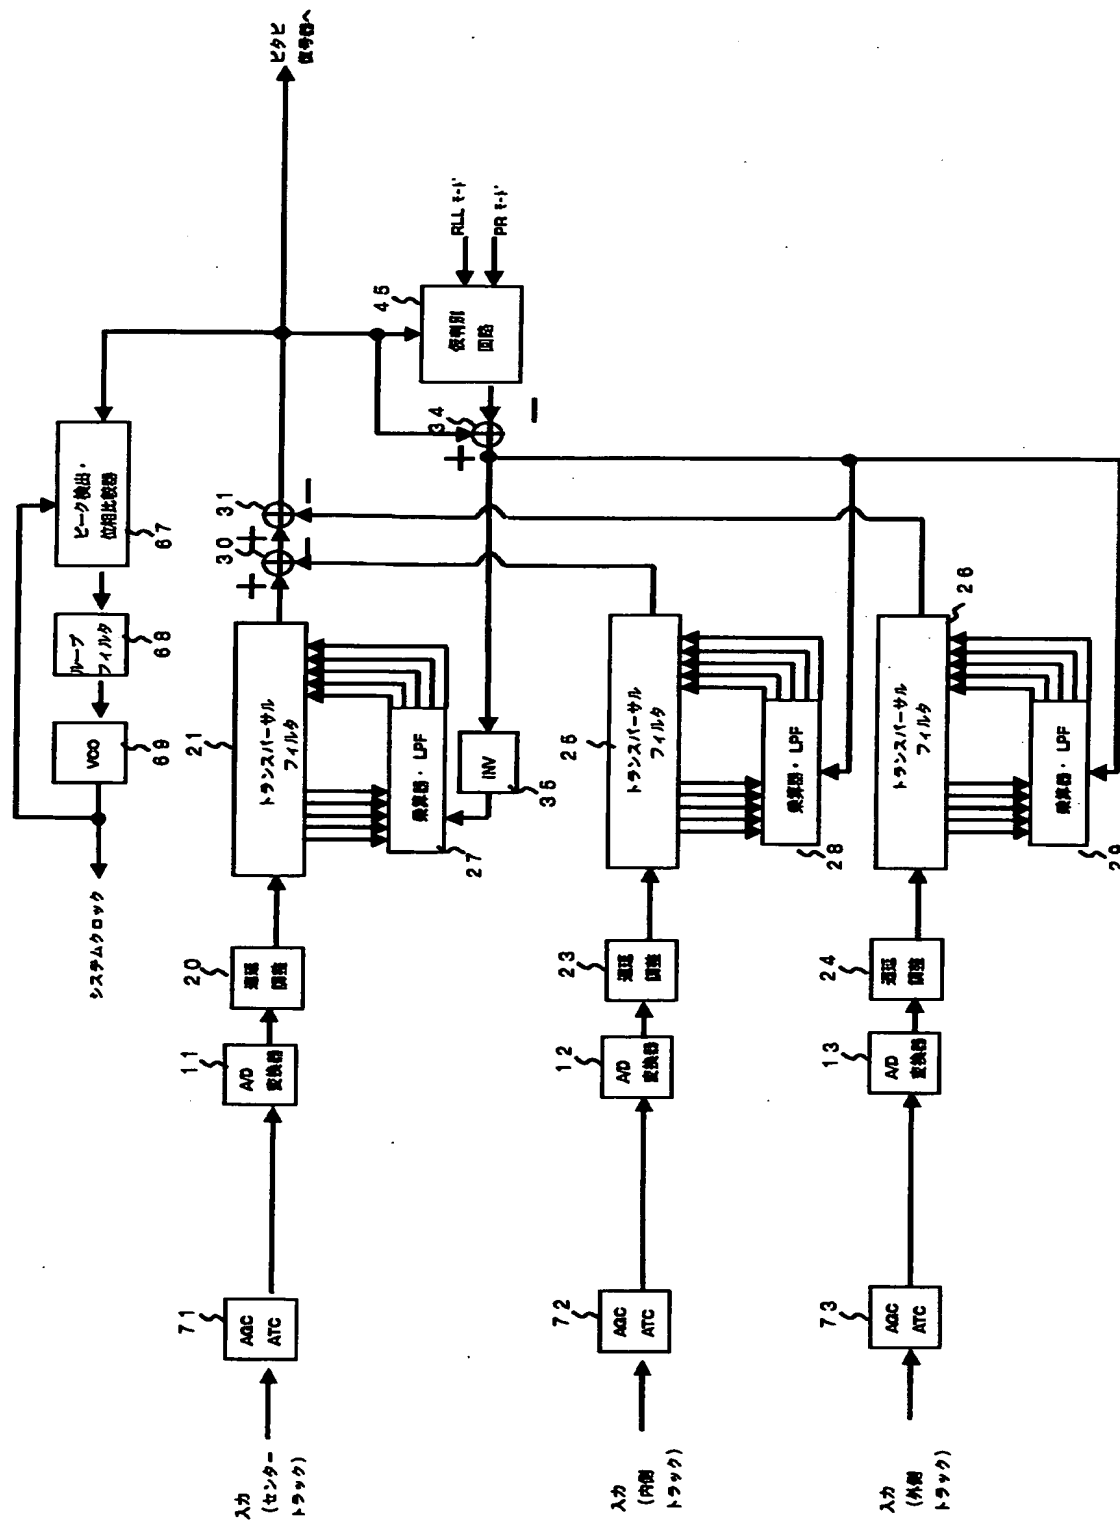 ビタビ
復号器へ
RLL モード
PR モード
45
仮判別
回路
34
−
+
ピーク検出・
位相比較器
67
ループ
フィルタ
68
VCO
69
システムクロック
31
30
+
−
+
−
入力
(センター
トラック)
71
AGC
ATC
11
A/D
変換器
20
遅延
調整
21
トランスバーサル
フィルタ
乗算器・LPF
27
INV
35
入力
(内側
トラック)
72
AGC
ATC
12
A/D
変換器
23
遅延
調整
25
トランスバーサル
フィルタ
乗算器・LPF
28
入力
(外側
トラック)
73
AGC
ATC
13
A/D
変換器
24
遅延
調整
26
トランスバーサル
フィルタ
乗算器・LPF
29